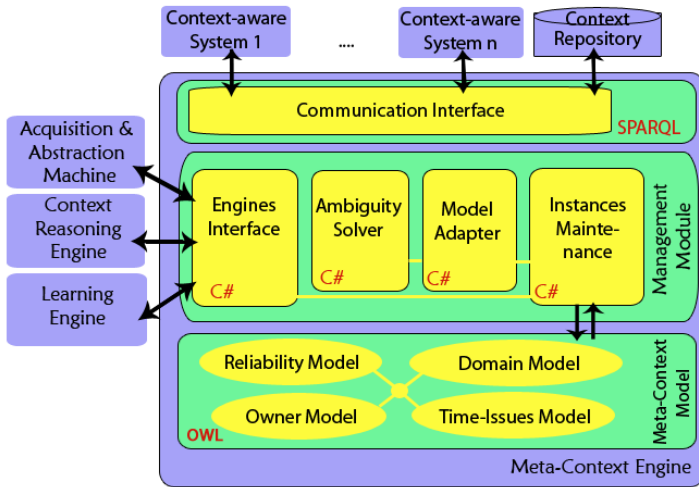 Context-aware
System 1
....
Context-aware
System n
Context
Repository
Communication Interface
SPARQL
Acquisition &
Abstraction
Machine
Context
Reasoning
Engine
Learning
Engine
Engines
Interface
C#
Ambiguity
Solver
C#
Model
Adapter
C#
Instances
Mainte-
nance
C#
Management
Module
Reliability Model
Domain Model
Owner Model
Time-Issues Model
OWL
Meta-Context
Model
Meta-Context Engine